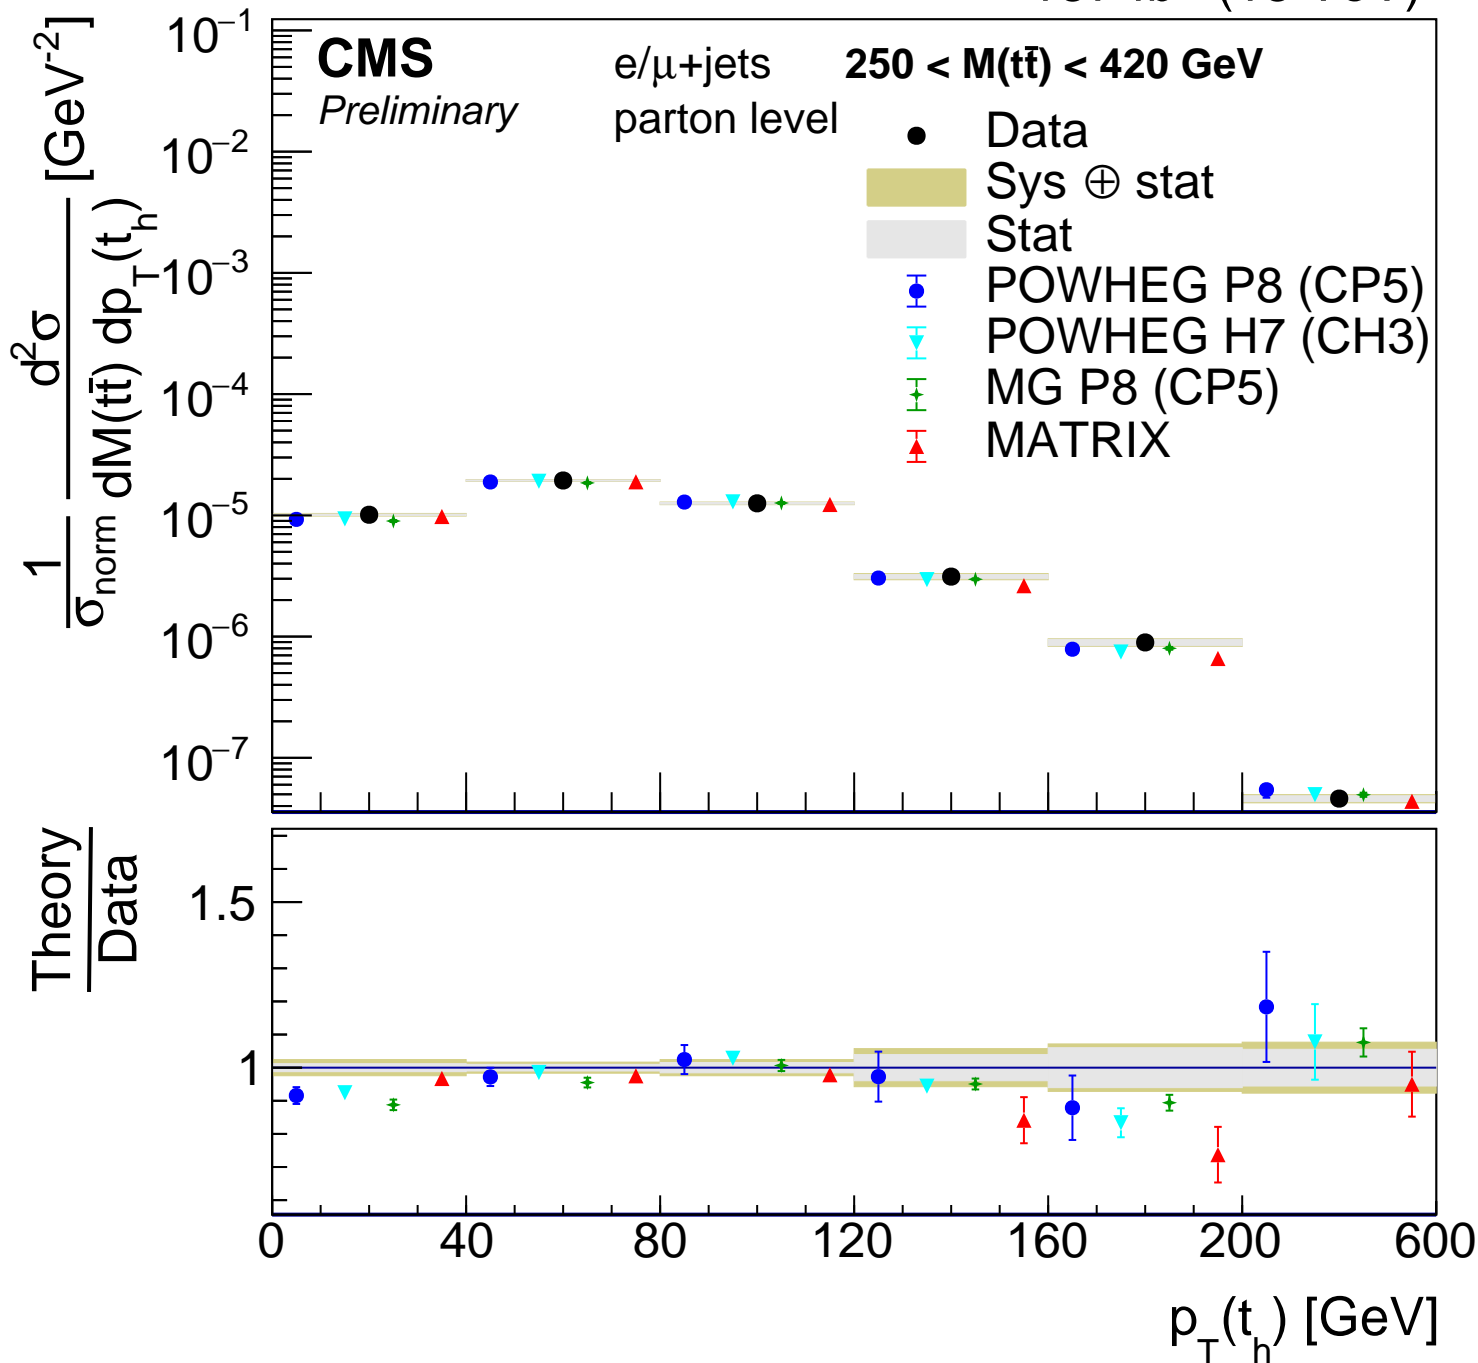 CMS
Preliminary
e/μ+jets
parton level
250 < M(tt̄) < 420 GeV
Data
Sys ⊕ stat
Stat
POWHEG P8 (CP5)
POWHEG H7 (CH3)
MG P8 (CP5)
MATRIX
1/σ_norm d²σ/dM(tt̄) dp_T(t_h) [GeV⁻²]
10⁻¹
10⁻²
10⁻³
10⁻⁴
10⁻⁵
10⁻⁶
10⁻⁷
Theory
Data
1.5
1
0 40 80 120 160 200 600
p_T(t_h) [GeV]